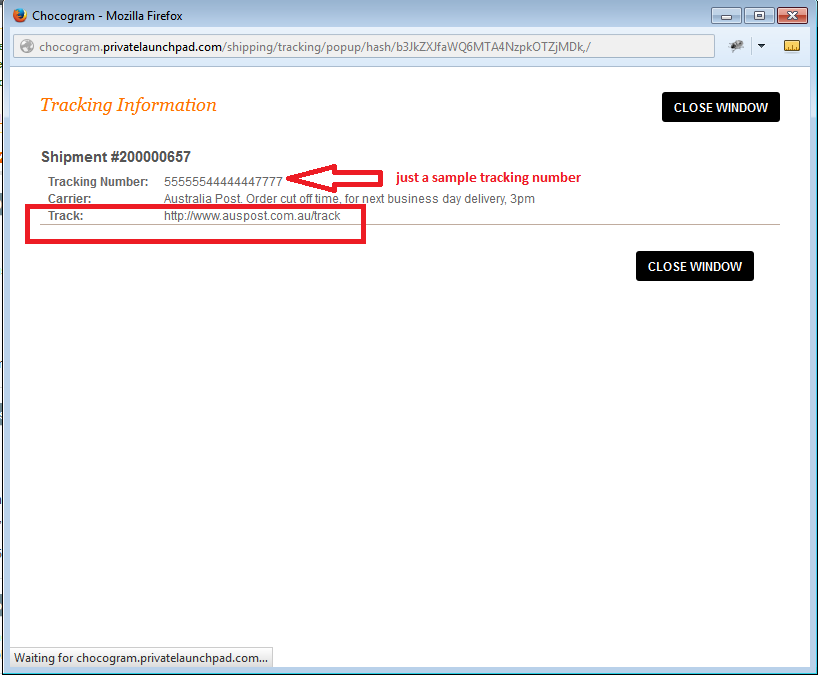 Chocogram - Mozilla Firefox
chocogram.privatelaunchpad.com/shipping/tracking/popup/hash/b3JkZXJfaWQ6MTA4NzpkOTZjMDk,/
Tracking Information
CLOSE WINDOW
Shipment #200000657
Tracking Number: 55555544444447777
just a sample tracking number
Carrier: Australia Post. Order cut off time, for next business day delivery, 3pm
Track: http://www.auspost.com.au/track
CLOSE WINDOW
Waiting for chocogram.privatelaunchpad.com...